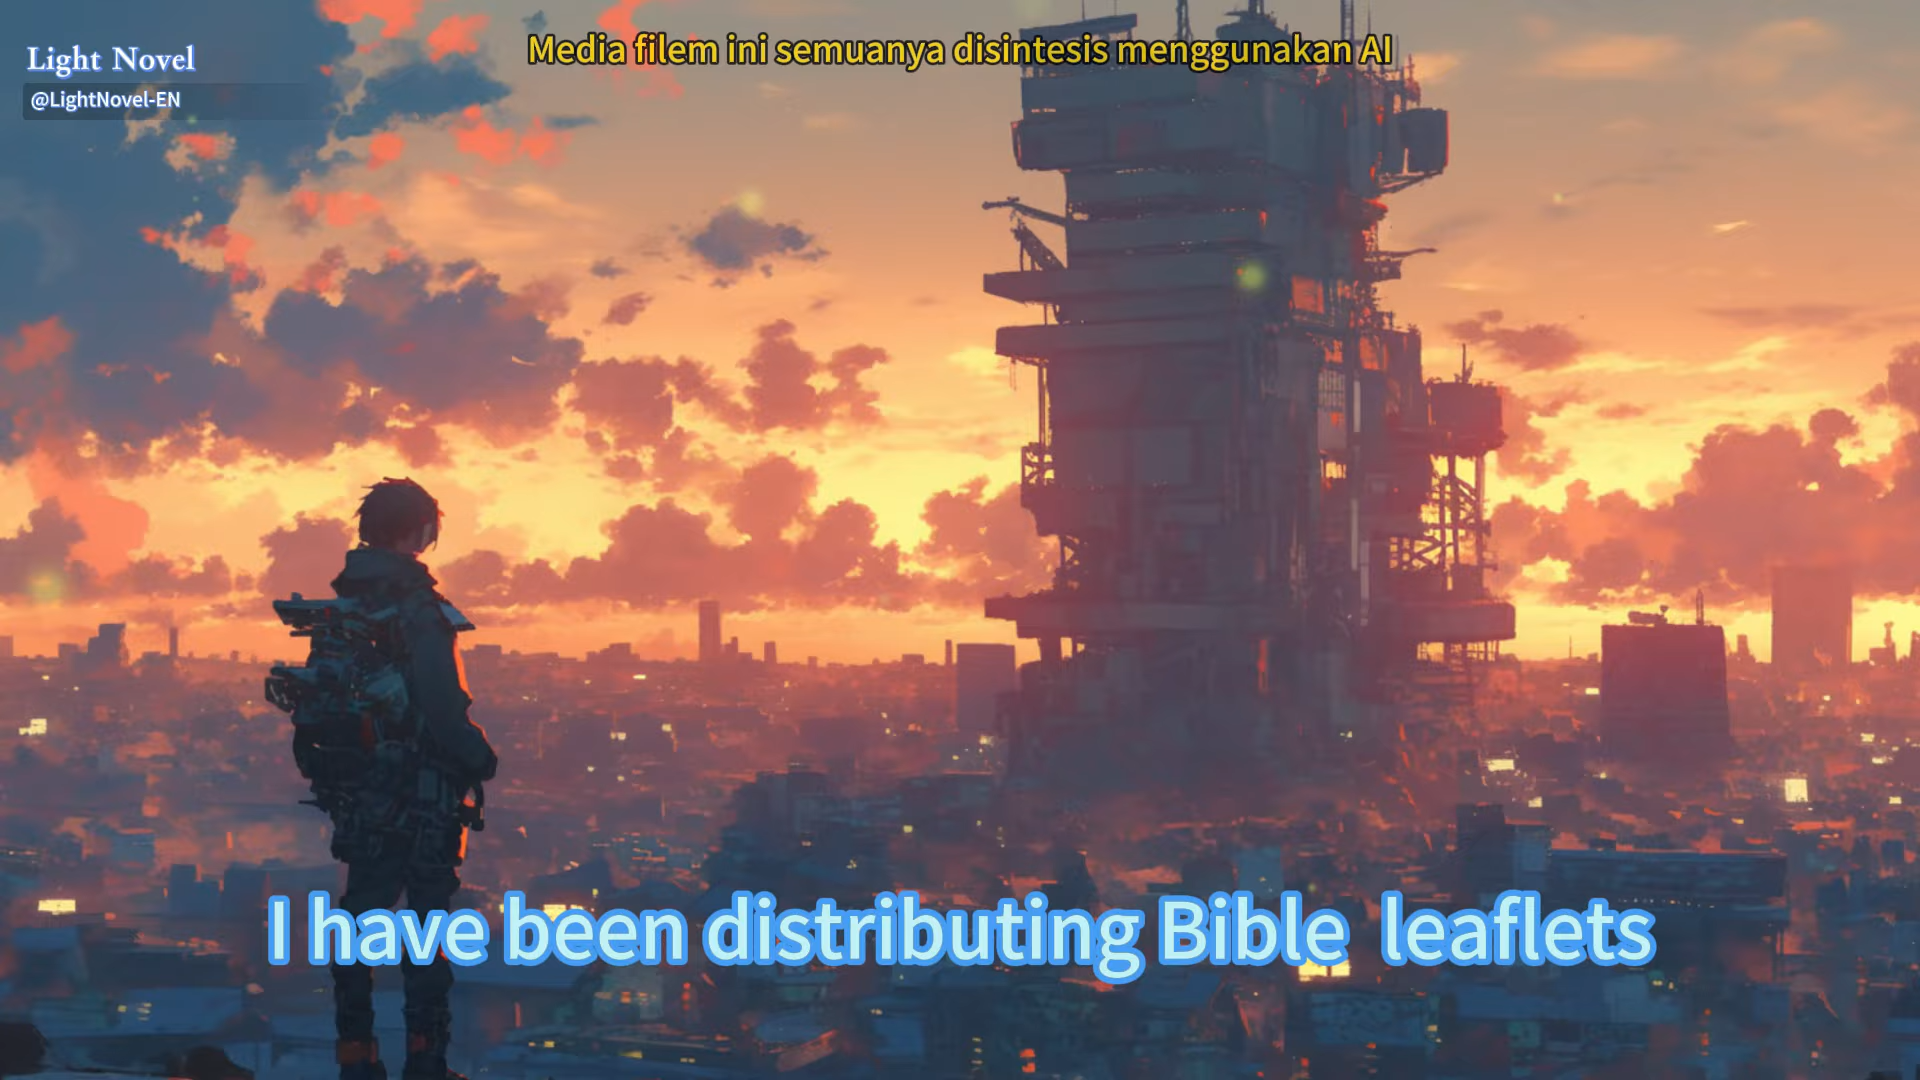 Media filem ini semuanya disintesis menggunakan AI
Light Novel
@LightNovel-EN
I have been distributing Bible leaflets